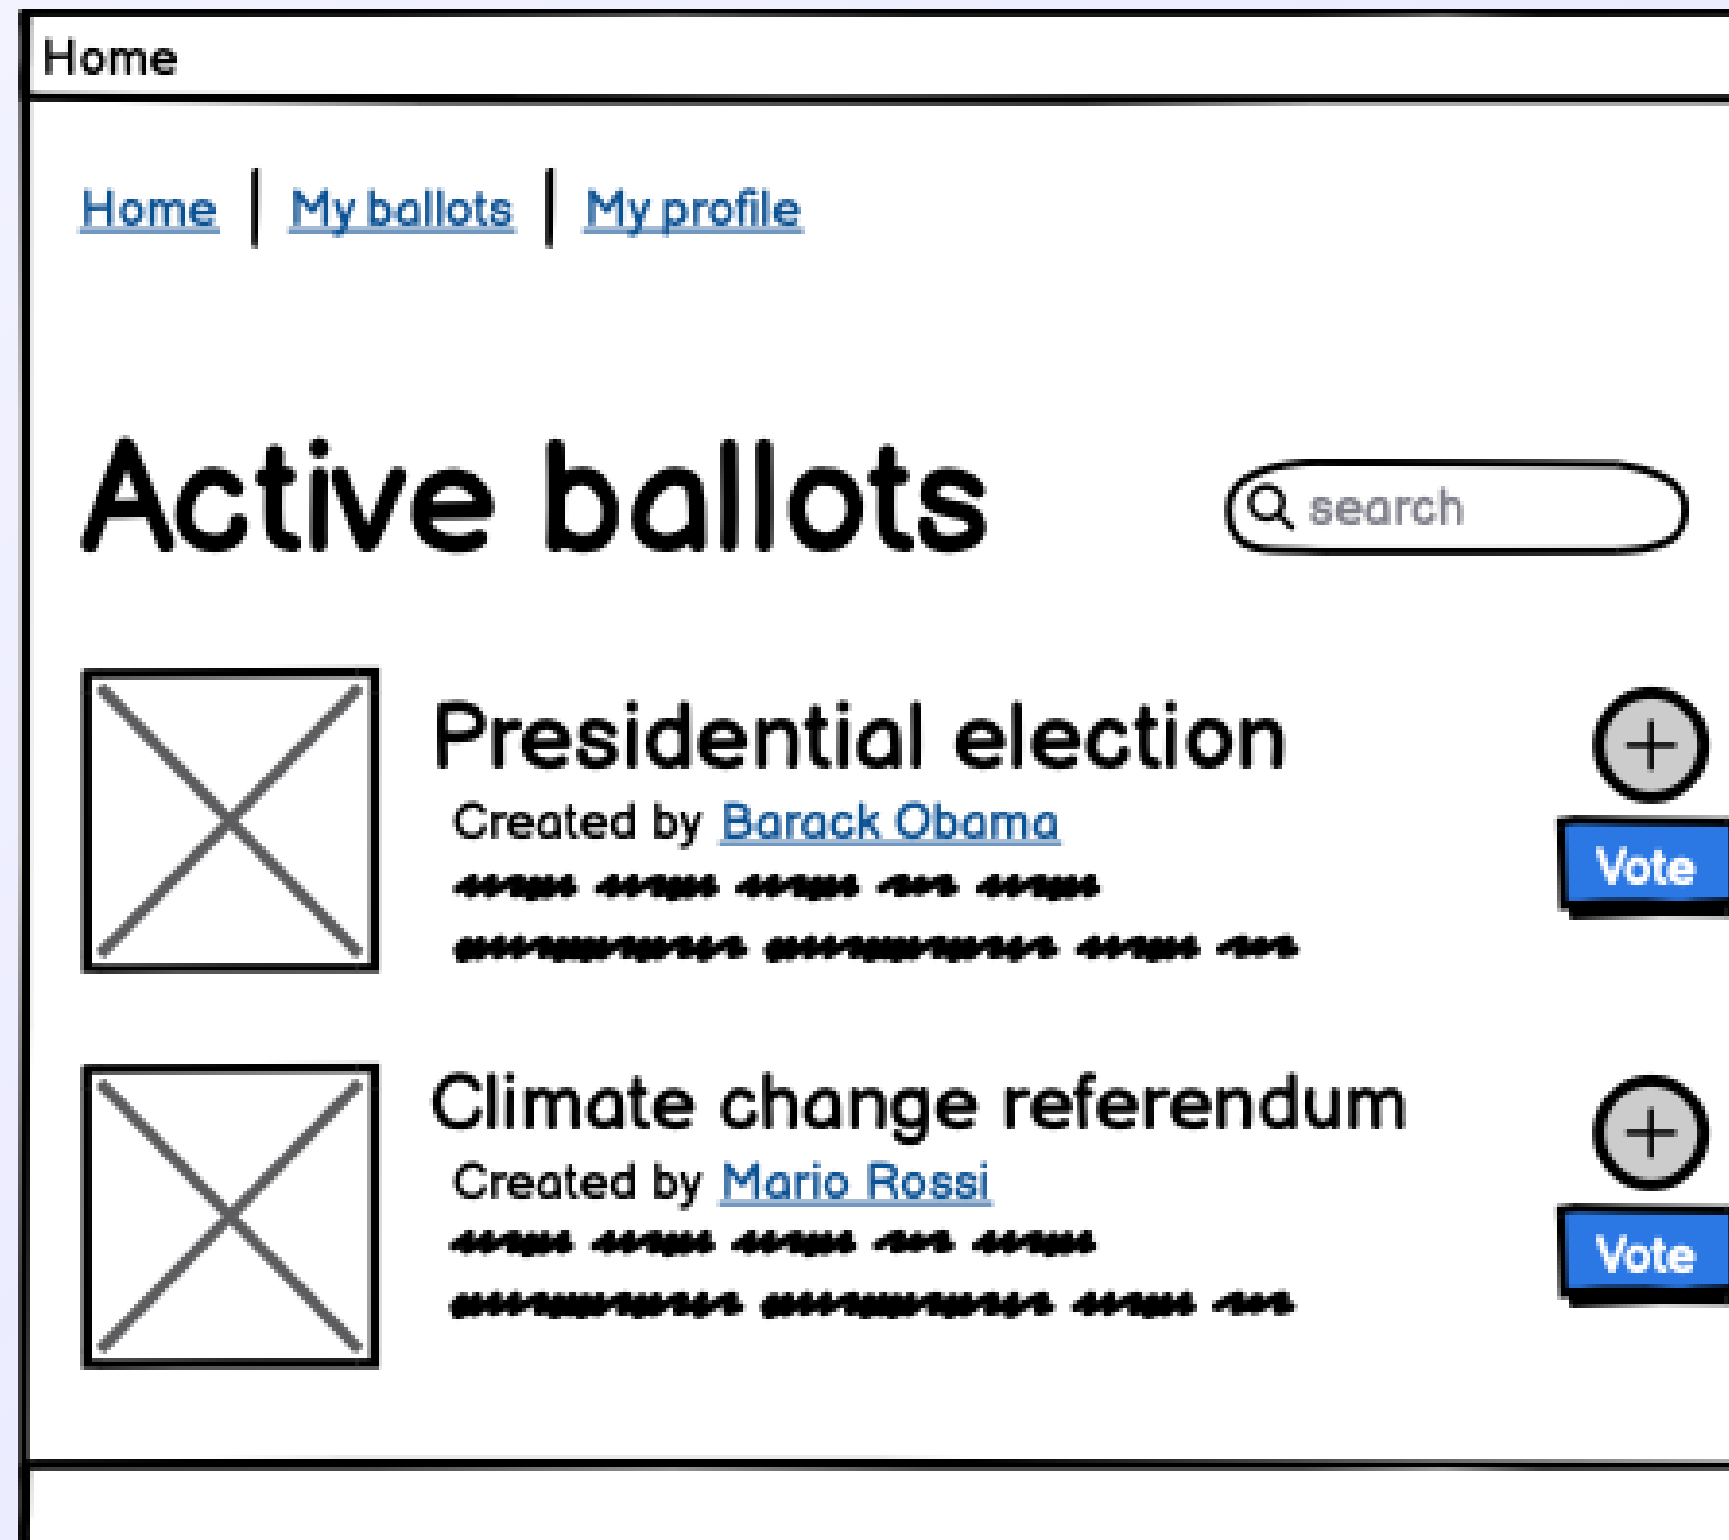 Home
Home | My ballots | My profile
Active ballots
search
Presidential election
Created by Barack Obama
Vote
Climate change referendum
Created by Mario Rossi
Vote